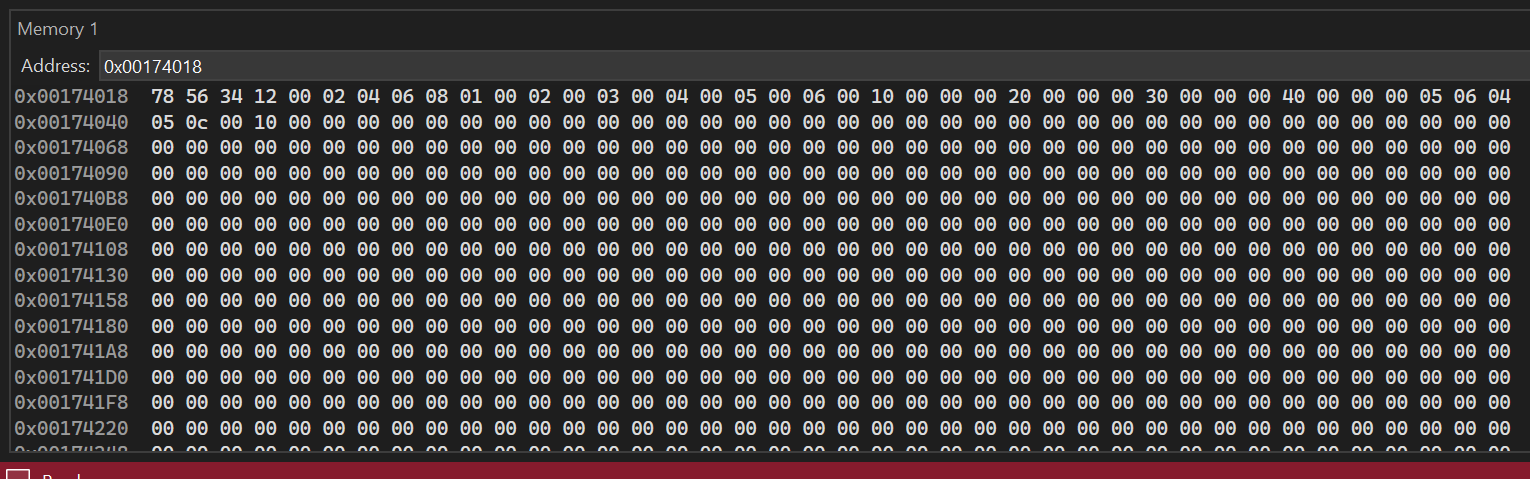 Memory 1
Address: 0x00174018
0x00174018 78 56 34 12 00 02 04 06 08 01 00 02 00 03 00 04 00 05 00 06 00 10 00 00 00 20 00 00 00 30 00 00 00 40 00 00 00 05 06 04
0x00174040 05 0c 00 10 00 00 00 00 00 00 00 00 00 00 00 00 00 00 00 00 00 00 00 00 00 00 00 00 00 00 00 00 00 00 00 00 00 00 00 00
0x00174068 00 00 00 00 00 00 00 00 00 00 00 00 00 00 00 00 00 00 00 00 00 00 00 00 00 00 00 00 00 00 00 00 00 00 00 00 00 00 00 00
0x00174090 00 00 00 00 00 00 00 00 00 00 00 00 00 00 00 00 00 00 00 00 00 00 00 00 00 00 00 00 00 00 00 00 00 00 00 00 00 00 00 00
0x001740B8 00 00 00 00 00 00 00 00 00 00 00 00 00 00 00 00 00 00 00 00 00 00 00 00 00 00 00 00 00 00 00 00 00 00 00 00 00 00 00 00
0x001740E0 00 00 00 00 00 00 00 00 00 00 00 00 00 00 00 00 00 00 00 00 00 00 00 00 00 00 00 00 00 00 00 00 00 00 00 00 00 00 00 00
0x00174108 00 00 00 00 00 00 00 00 00 00 00 00 00 00 00 00 00 00 00 00 00 00 00 00 00 00 00 00 00 00 00 00 00 00 00 00 00 00 00 00
0x00174130 00 00 00 00 00 00 00 00 00 00 00 00 00 00 00 00 00 00 00 00 00 00 00 00 00 00 00 00 00 00 00 00 00 00 00 00 00 00 00 00
0x00174158 00 00 00 00 00 00 00 00 00 00 00 00 00 00 00 00 00 00 00 00 00 00 00 00 00 00 00 00 00 00 00 00 00 00 00 00 00 00 00 00
0x00174180 00 00 00 00 00 00 00 00 00 00 00 00 00 00 00 00 00 00 00 00 00 00 00 00 00 00 00 00 00 00 00 00 00 00 00 00 00 00 00 00
0x001741A8 00 00 00 00 00 00 00 00 00 00 00 00 00 00 00 00 00 00 00 00 00 00 00 00 00 00 00 00 00 00 00 00 00 00 00 00 00 00 00 00
0x001741D0 00 00 00 00 00 00 00 00 00 00 00 00 00 00 00 00 00 00 00 00 00 00 00 00 00 00 00 00 00 00 00 00 00 00 00 00 00 00 00 00
0x001741F8 00 00 00 00 00 00 00 00 00 00 00 00 00 00 00 00 00 00 00 00 00 00 00 00 00 00 00 00 00 00 00 00 00 00 00 00 00 00 00 00
0x00174220 00 00 00 00 00 00 00 00 00 00 00 00 00 00 00 00 00 00 00 00 00 00 00 00 00 00 00 00 00 00 00 00 00 00 00 00 00 00 00 00